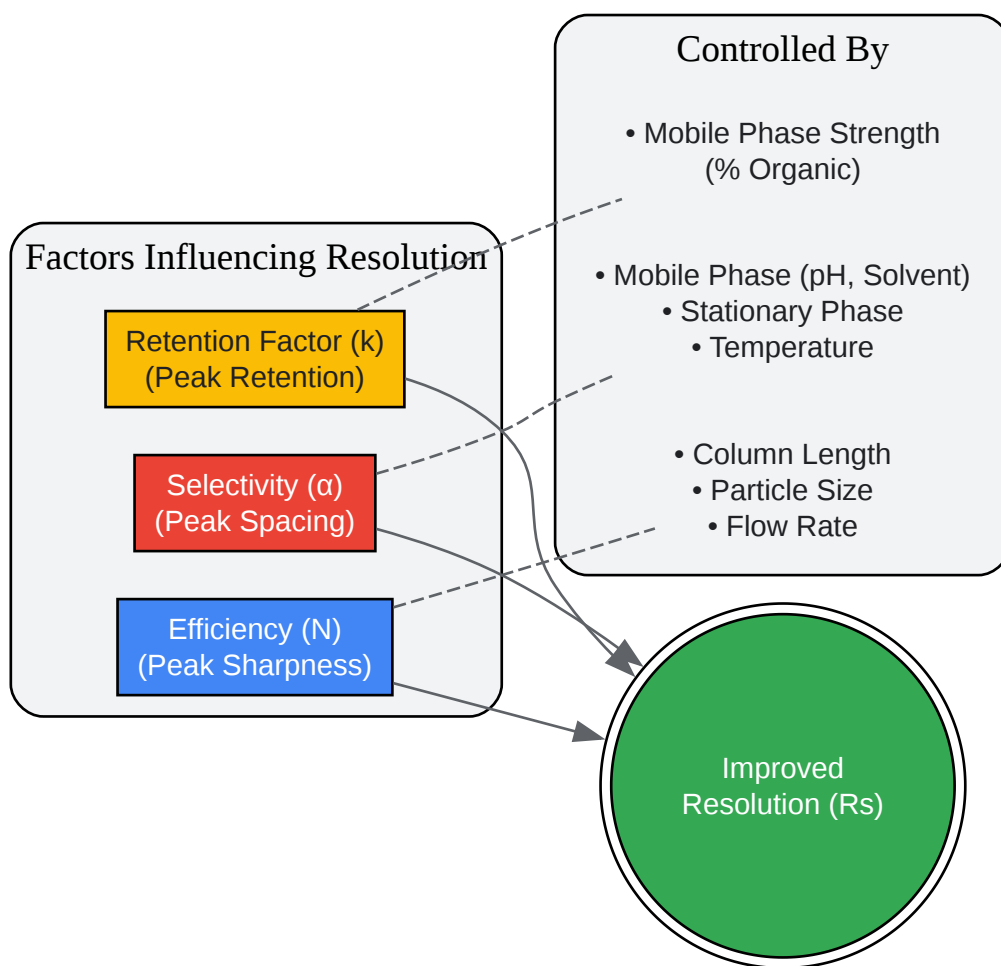 Controlled By
• Mobile Phase Strength
(% Organic)
• Mobile Phase (pH, Solvent)
• Stationary Phase
• Temperature
• Column Length
• Particle Size
• Flow Rate
Factors Influencing Resolution
Retention Factor (k)
(Peak Retention)
Selectivity (α)
(Peak Spacing)
Efficiency (N)
(Peak Sharpness)
Improved
Resolution (Rs)